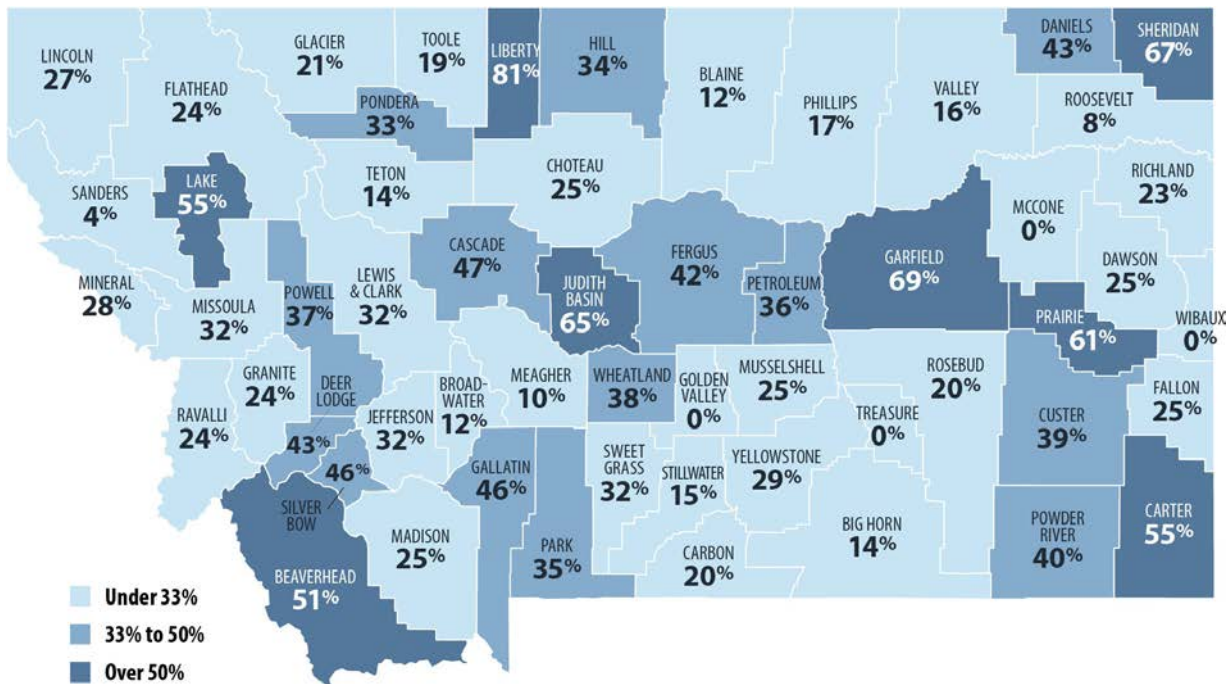 LINCOLN
27%
FLATHEAD
24%
GLACIER
21%
TOOLE
19%
LIBERTY
81%
HILL
34%
BLAINE
12%
PHILLIPS
17%
VALLEY
16%
DANIELS
43%
SHERIDAN
67%
ROOSEVELT
8%
PONDERA
33%
TETON
14%
CHOTEAU
25%
SANDERS
4%
LAKE
55%
RICHLAND
23%
MCCONE
0%
GARFIELD
69%
DAWSON
25%
MINERAL
28%
MISSOULA
32%
POWELL
37%
LEWIS
& CLARK
32%
CASCADE
47%
JUDITH
BASIN
65%
FERGUS
42%
PETROLEUM
36%
PRAIRIE
61%
WIBAUX
0%
RAVALLI
24%
GRANITE
24%
DEER
LODGE
43%
JEFFERSON
32%
BROAD-
WATER
12%
MEAGHER
10%
WHEATLAND
38%
GOLDEN
VALLEY
0%
MUSSELSHELL
25%
TREASURE
0%
ROSEBUD
20%
CUSTER
39%
FALLON
25%
46%
SILVER
BOW
GALLATIN
46%
SWEET
GRASS
32%
STILLWATER
15%
YELLOWSTONE
29%
BEAVERHEAD
51%
MADISON
25%
PARK
35%
CARBON
20%
BIG HORN
14%
POWDER
RIVER
40%
CARTER
55%
Under 33%
33% to 50%
Over 50%